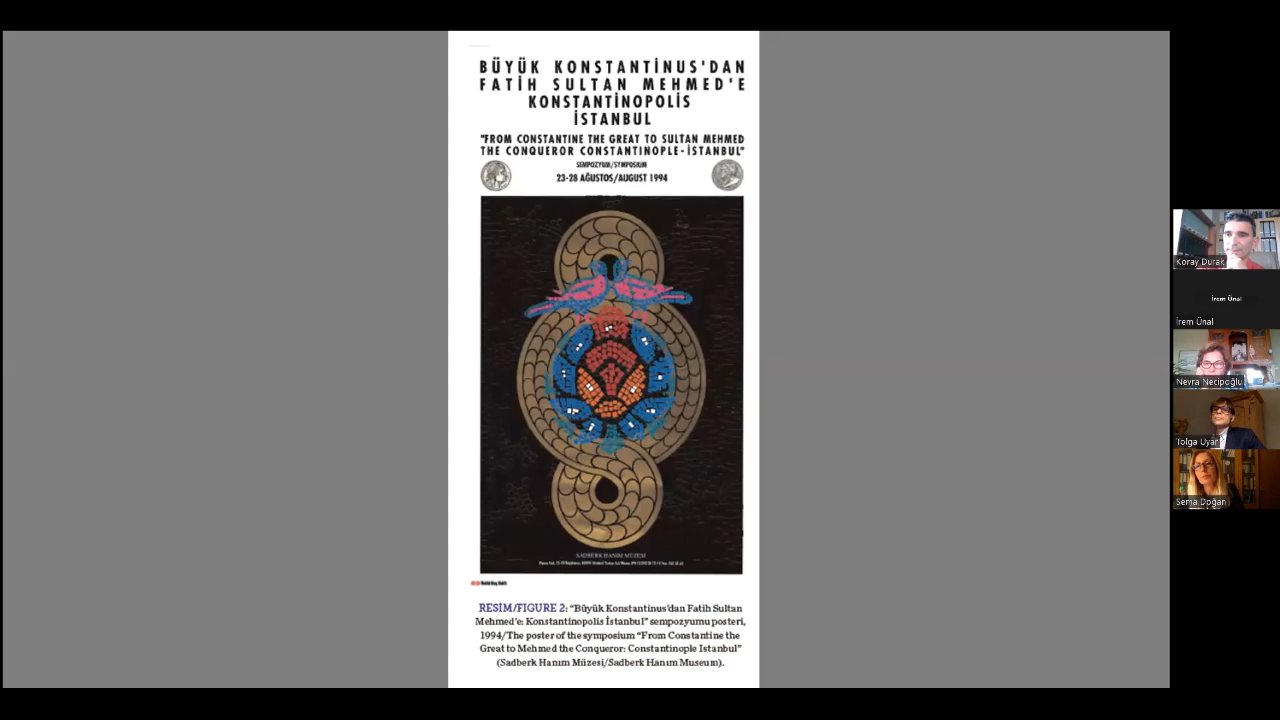 BÜYÜK KONSTANTİNUS'DAN
FATİH SULTAN MEHMED'E
KONSTANTİNOPOLİS
İSTANBUL
"FROM CONSTANTINE THE GREAT TO SULTAN MEHMED
THE CONQUEROR CONSTANTINOPLE-İSTANBUL"
SEMPOZYUM/SYMPOSIUM
23-28 AĞUSTOS/AUGUST 1994
SADBERK HANIM MÜZESİ
Vehbi Koç Vakfı
RESİM/FIGURE 2: “Büyük Konstantinus’dan Fatih Sultan
Mehmed’e: Konstantinopolis İstanbul” sempozyumu posteri,
1994/The poster of the symposium “From Constantine the
Great to Mehmed the Conqueror: Constantinople Istanbul”
(Sadberk Hanım Müzesi/Sadberk Hanım Museum).
Koray Durak
İrem Ünal
İrem Ünal
Nevra Necipoğlu
Tolga Uyar
Sema Doğan